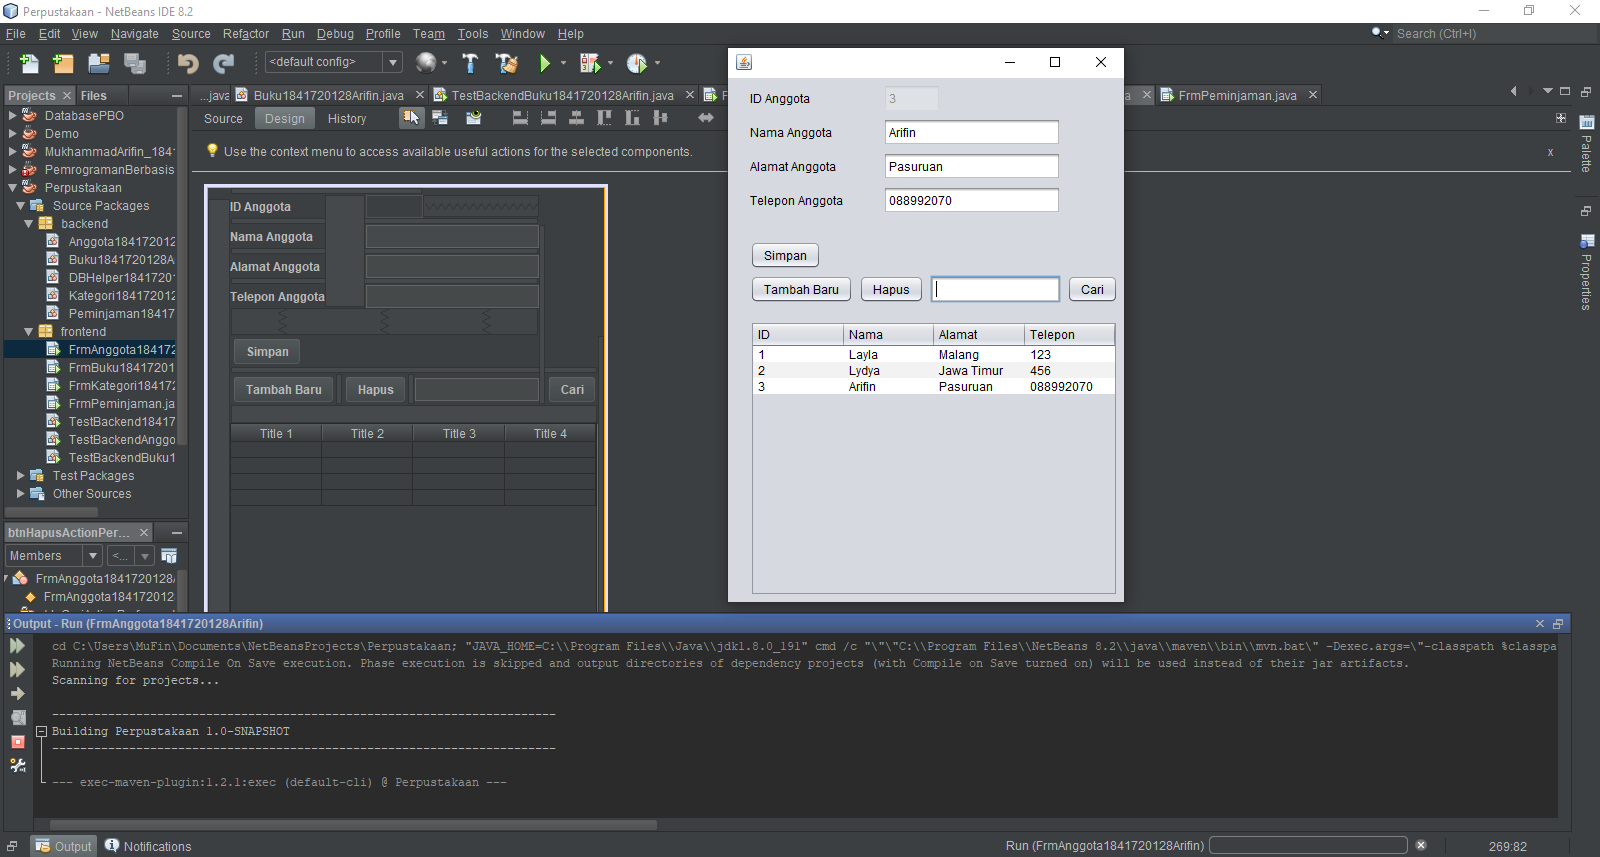 Perpustakaan - NetBeans IDE 8.2
File Edit View Navigate Source Refactor Run Debug Profile Team Tools Window Help
Search (Ctrl+I)
<default config>
Projects Files
...java Buku1841720128Arifin.java TestBackendBuku1841720128Arifin.java FrmPeminjaman.java
Source Design History
Use the context menu to access available useful actions for the selected components.
DatabasePBO
Demo
MukhammadArifin_184
PemrogramanBerbasis
Perpustakaan
Source Packages
backend
Anggota184172012
Buku1841720128A
DBHelper1841720
Kategori184172012
Peminjaman18417
frontend
FrmAnggota184172
FrmBuku18417201
FrmKategori184172
FrmPeminjaman.ja
TestBackend18417
TestBackendAnggo
TestBackendBuku1
Test Packages
Other Sources
btnHapusActionPer...
Members <...
FrmAnggota1841720128
FrmAnggota184172012
ID Anggota
Nama Anggota
Alamat Anggota
Telepon Anggota
Simpan
Tambah Baru Hapus Cari
Title 1 Title 2 Title 3 Title 4
ID Anggota 3
Nama Anggota Arifin
Alamat Anggota Pasuruan
Telepon Anggota 088992070
Simpan
Tambah Baru Hapus Cari
ID Nama Alamat Telepon
1 Layla Malang 123
2 Lydya Jawa Timur 456
3 Arifin Pasuruan 088992070
Palette
Properties
Output - Run (FrmAnggota1841720128Arifin)
cd C:\Users\MuFin\Documents\NetBeansProjects\Perpustakaan; "JAVA_HOME=C:\\Program Files\\Java\\jdk1.8.0_191" cmd /c "\"\"C:\\Program Files\\NetBeans 8.2\\java\\maven\\bin\\mvn.bat\" -Dexec.args=\"-classpath %classpa
Running NetBeans Compile On Save execution. Phase execution is skipped and output directories of dependency projects (with Compile on Save turned on) will be used instead of their jar artifacts.
Scanning for projects...
------------------------------------------------------------------------
Building Perpustakaan 1.0-SNAPSHOT
------------------------------------------------------------------------
--- exec-maven-plugin:1.2.1:exec (default-cli) @ Perpustakaan ---
Output Notifications
Run (FrmAnggota1841720128Arifin)
269:82